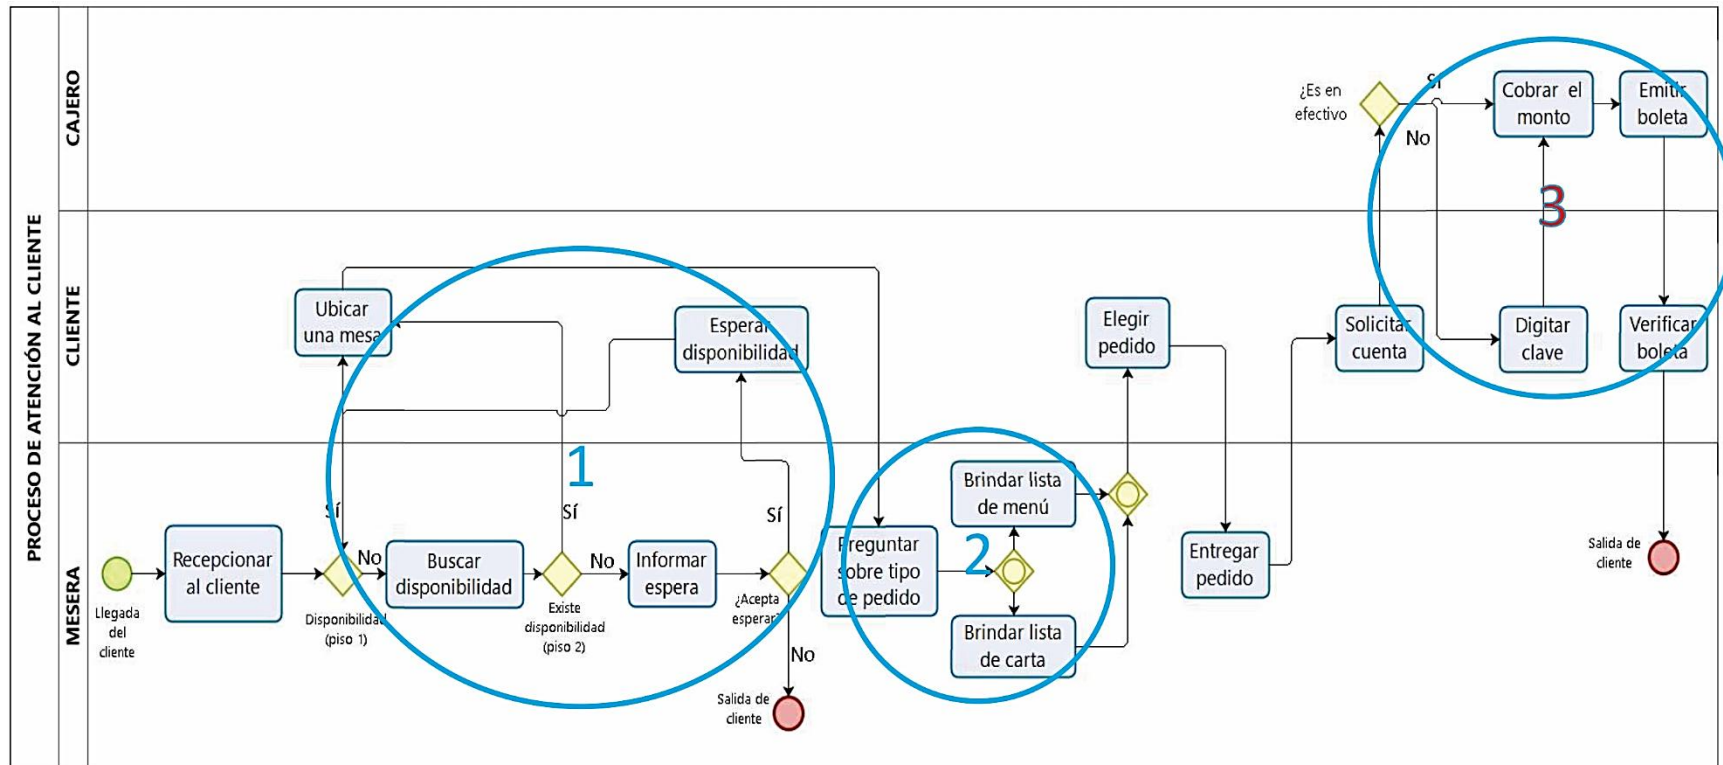 PROCESO DE ATENCIÓN AL CLIENTE
CAJERO
¿Es en
efectivo
Sí
No
Cobrar el
monto
Emitir
boleta
3
CLIENTE
Ubicar
una mesa
Esperar
disponibilidad
Elegir
pedido
Solicitar
cuenta
Digitar
clave
Verificar
boleta
MESERA
Llegada
del
cliente
Recepcionar
al cliente
Sí
No
Disponibilidad
(piso 1)
Buscar
disponibilidad
1
Sí
No
Existe
disponibilidad
(piso 2)
Informar
espera
Sí
¿Acepta
esperar?
No
Salida de
cliente
Preguntar
sobre tipo
de pedido
2
Brindar lista
de menú
Brindar lista
de carta
Entregar
pedido
Salida de
cliente